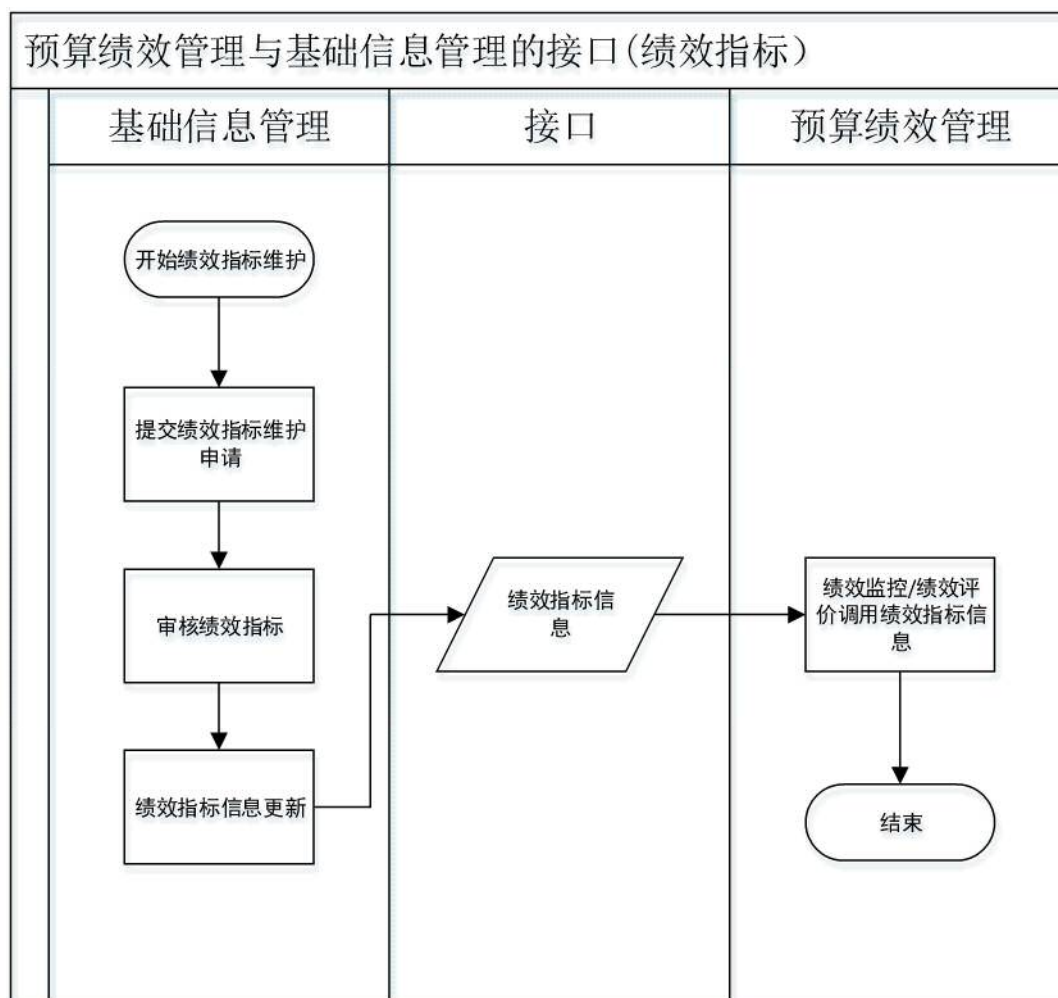 预算绩效管理与基础信息管理的接口(绩效指标）
基础信息管理
接口
预算绩效管理
开始绩效指标维护
提交绩效指标维护
申请
审核绩效指标
绩效指标信息更新
绩效指标信
息
绩效监控/绩效评
价调用绩效指标信
息
结束